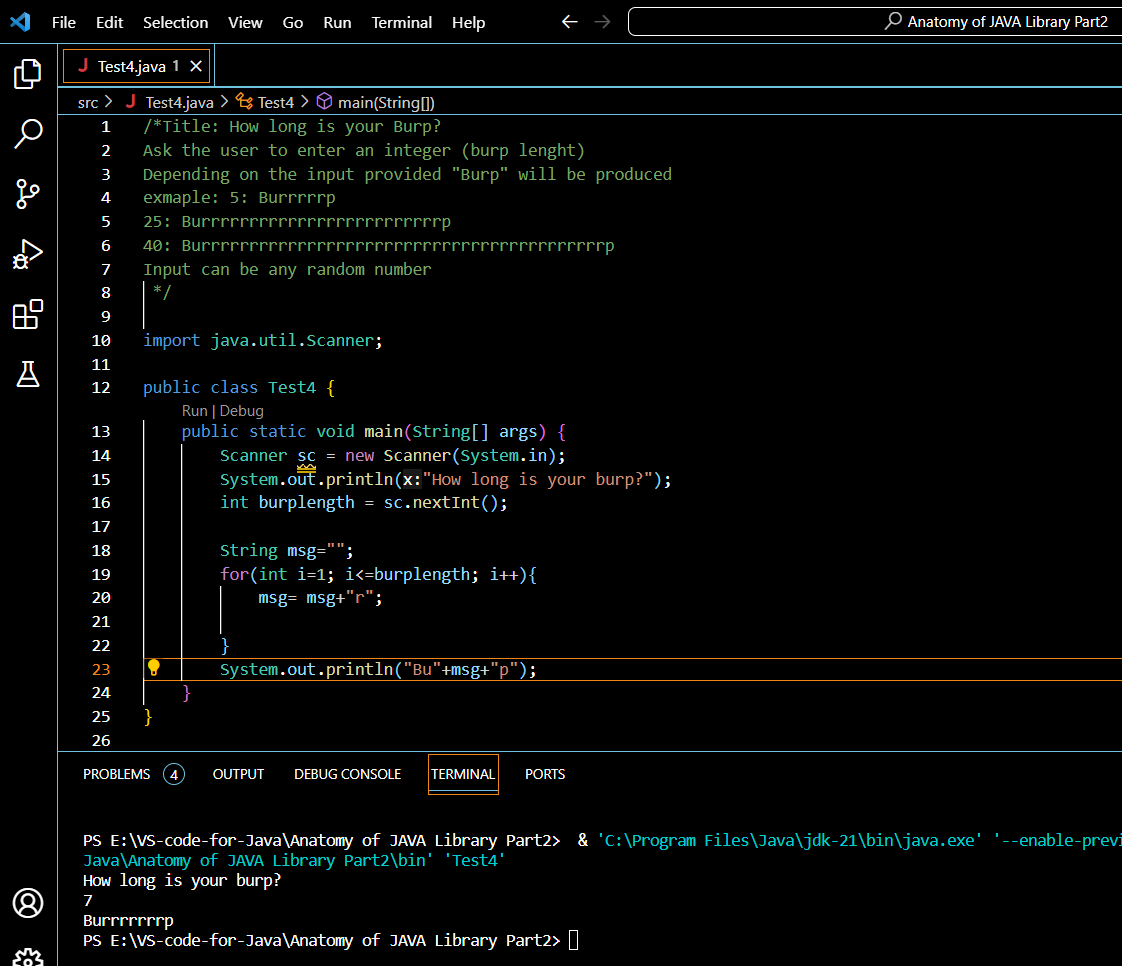 File Edit Selection View Go Run Terminal Help
Anatomy of JAVA Library Part2
Test4.java 1
src > Test4.java > Test4 > main(String[])
1 /*Title: How long is your Burp?
2 Ask the user to enter an integer (burp lenght)
3 Depending on the input provided "Burp" will be produced
4 exmaple: 5: Burrrrrp
5 25: Burrrrrrrrrrrrrrrrrrrrrrrrrp
6 40: Burrrrrrrrrrrrrrrrrrrrrrrrrrrrrrrrrrrrrrrrrrp
7 Input can be any random number
8 */
9
10 import java.util.Scanner;
11
12 public class Test4 {
Run | Debug
13 public static void main(String[] args) {
14 Scanner sc = new Scanner(System.in);
15 System.out.println(x:"How long is your burp?");
16 int burplength = sc.nextInt();
17
18 String msg="";
19 for(int i=1; i<=burplength; i++){
20 msg= msg+"r";
21
22 }
23 System.out.println("Bu"+msg+"p");
24 }
25 }
26
PROBLEMS 4 OUTPUT DEBUG CONSOLE TERMINAL PORTS
PS E:\VS-code-for-Java\Anatomy of JAVA Library Part2> & 'C:\Program Files\Java\jdk-21\bin\java.exe' '--enable-previ
Java\Anatomy of JAVA Library Part2\bin' 'Test4'
How long is your burp?
7
Burrrrrrrp
PS E:\VS-code-for-Java\Anatomy of JAVA Library Part2>